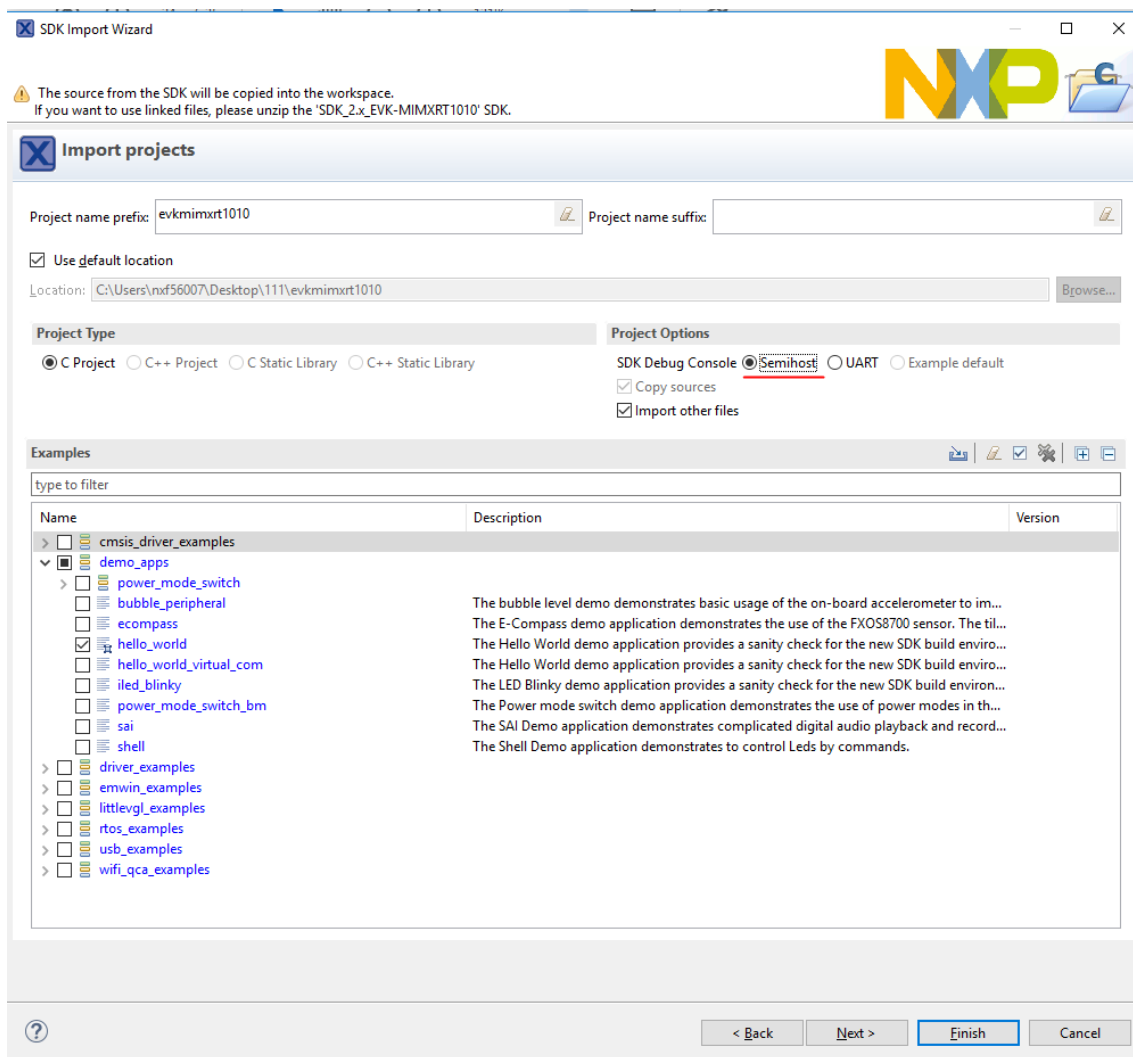 SDK Import Wizard
The source from the SDK will be copied into the workspace.
If you want to use linked files, please unzip the 'SDK_2.x_EVK-MIMXRT1010' SDK.
NXP
C
Import projects
Project name prefix: evkmimxrt1010 Project name suffix:
Use default location
Location: C:\Users\nxf56007\Desktop\111\evkmimxrt1010 Browse...
Project Type Project Options
C Project C++ Project C Static Library C++ Static Library SDK Debug Console Semihost UART Example default
Copy sources
Import other files
Examples
type to filter
Name Description Version
cmsis_driver_examples
demo_apps
power_mode_switch
bubble_peripheral The bubble level demo demonstrates basic usage of the on-board accelerometer to im...
ecompass The E-Compass demo application demonstrates the use of the FXOS8700 sensor. The til...
hello_world The Hello World demo application provides a sanity check for the new SDK build enviro...
hello_world_virtual_com The Hello World demo application provides a sanity check for the new SDK build enviro...
iled_blinky The LED Blinky demo application provides a sanity check for the new SDK build environ...
power_mode_switch_bm The Power mode switch demo application demonstrates the use of power modes in th...
sai The SAI Demo application demonstrates complicated digital audio playback and record...
shell The Shell Demo application demonstrates to control Leds by commands.
driver_examples
emwin_examples
littlevgl_examples
rtos_examples
usb_examples
wifi_qca_examples
? < Back Next > Finish Cancel